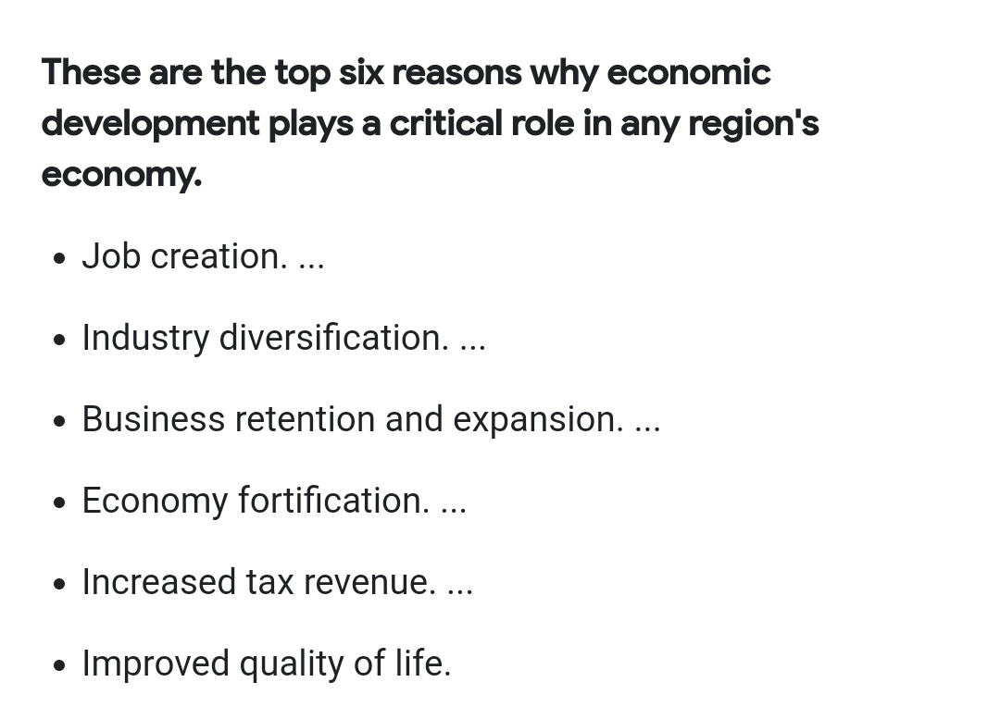 These are the top six reasons why economic
development plays a critical role in any region's
economy.
• Job creation. ...
• Industry diversification. ...
• Business retention and expansion. ...
• Economy fortification. ...
• Increased tax revenue. ...
• Improved quality of life.